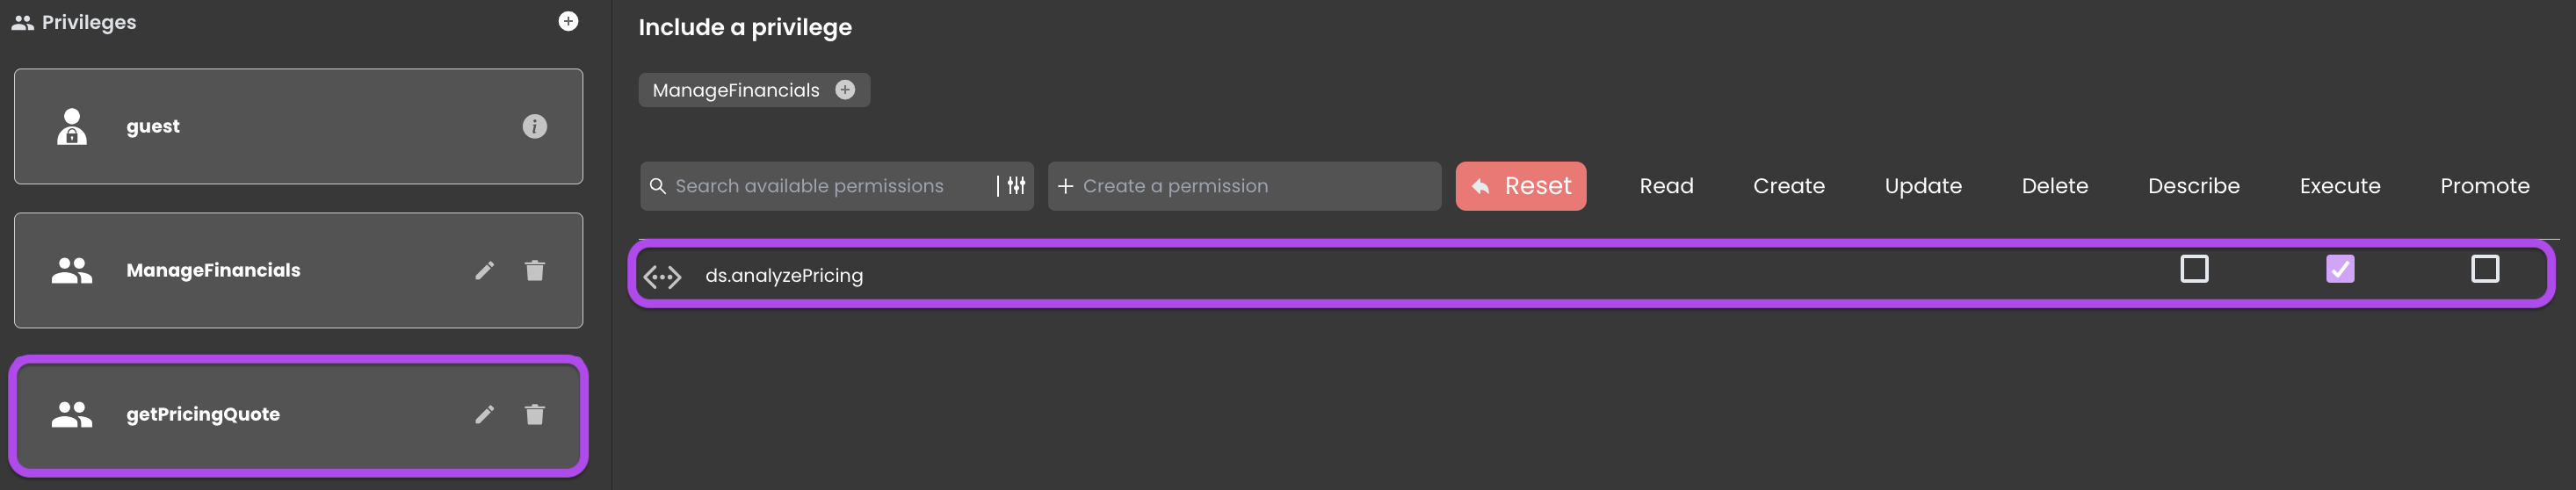 Privileges
guest
ManageFinancials
getPricingQuote
Include a privilege
ManageFinancials
Search available permissions
Create a permission
Reset
Read
Create
Update
Delete
Describe
Execute
Promote
ds.analyzePricing